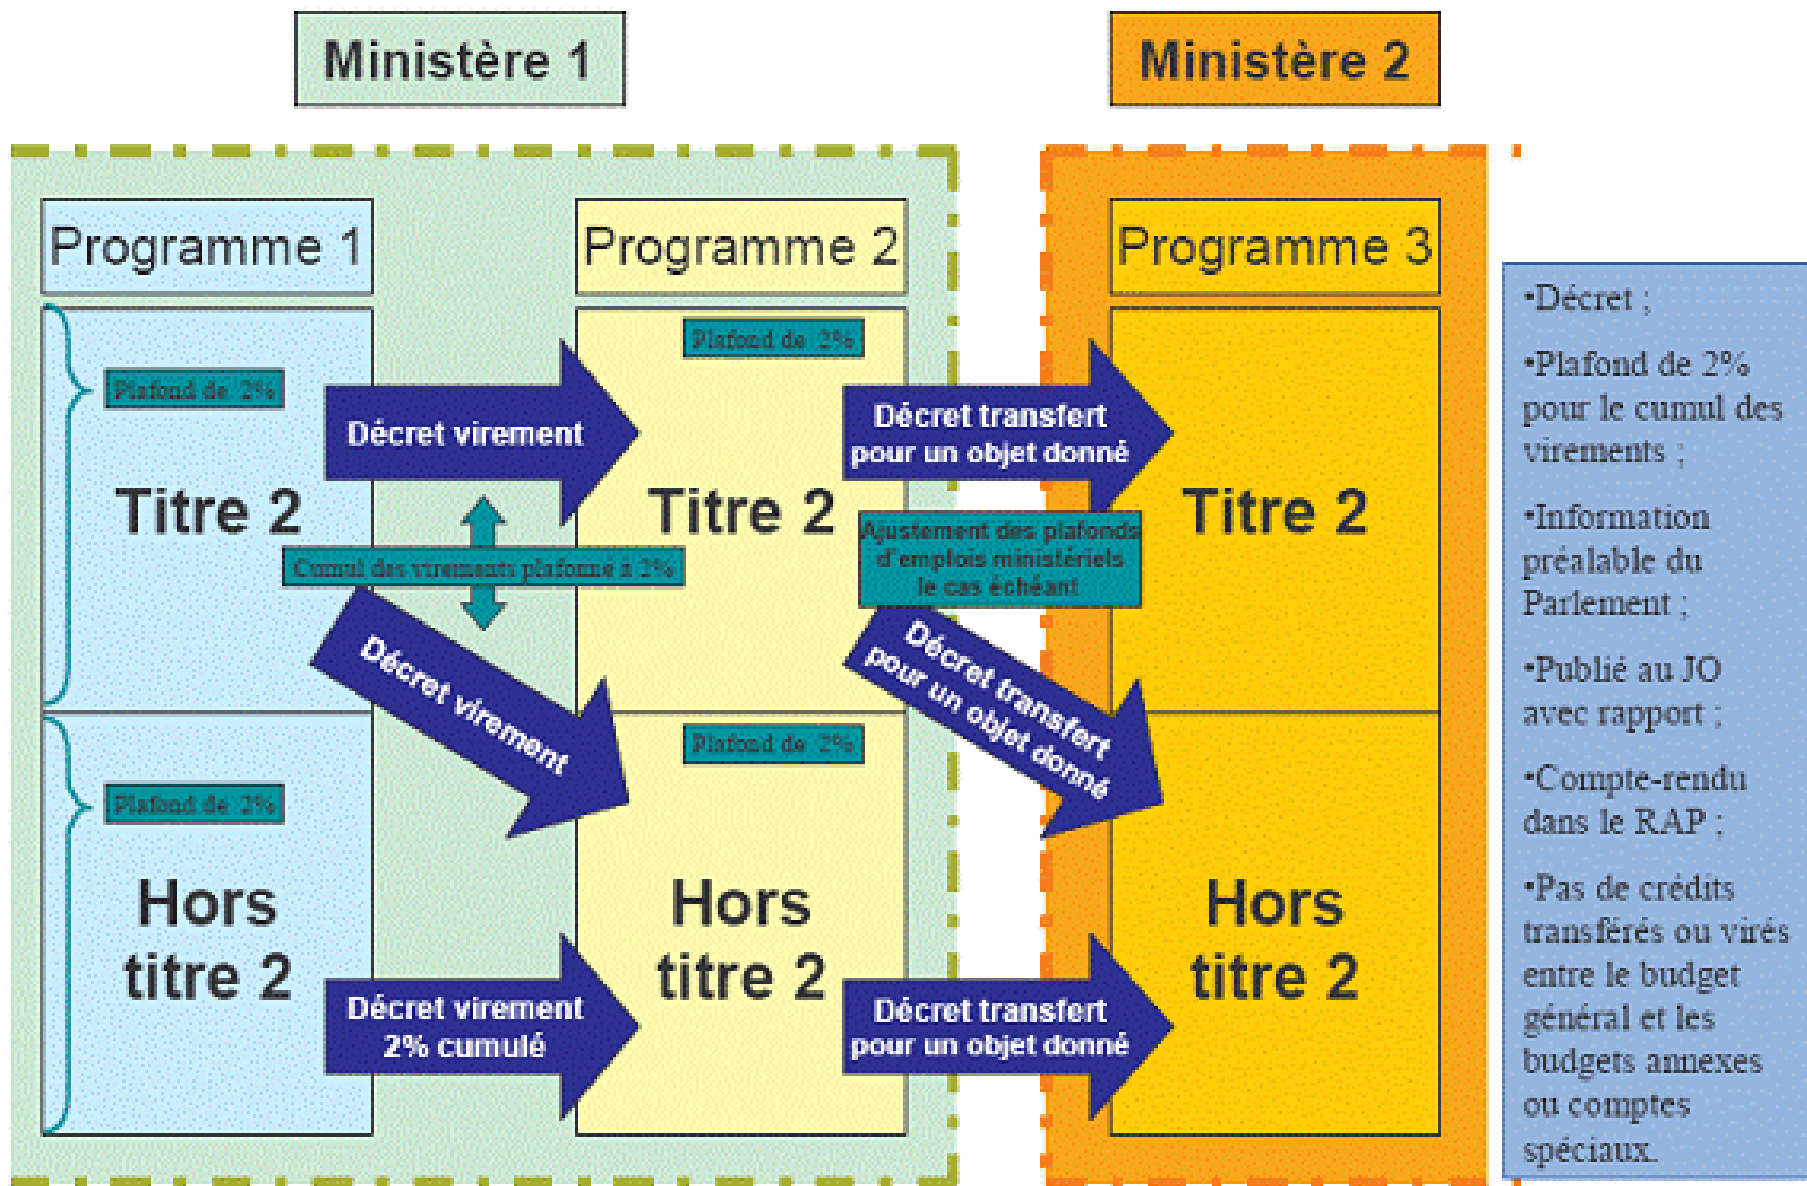 Ministère 1
Ministère 2
Programme 1
Programme 2
Programme 3
Plafond de 2%
Titre 2
Plafond de 2%
Hors
titre 2
Décret virement
Cumul des virements plafonné à 2%
Décret virement
Décret virement
2% cumulé
Plafond de 2%
Titre 2
Plafond de 2%
Hors
titre 2
Décret transfert
pour un objet donné
Ajustement des plafonds
d'emplois ministériels
le cas échéant
Décret transfert
pour un objet donné
Décret transfert
pour un objet donné
Titre 2
Hors
titre 2
•Décret ;
•Plafond de 2%
pour le cumul des
virements ;
•Information
préalable du
Parlement ;
•Publié au JO
avec rapport ;
•Compte-rendu
dans le RAP ;
•Pas de crédits
transférés ou virés
entre le budget
général et les
budgets annexes
ou comptes
spéciaux.